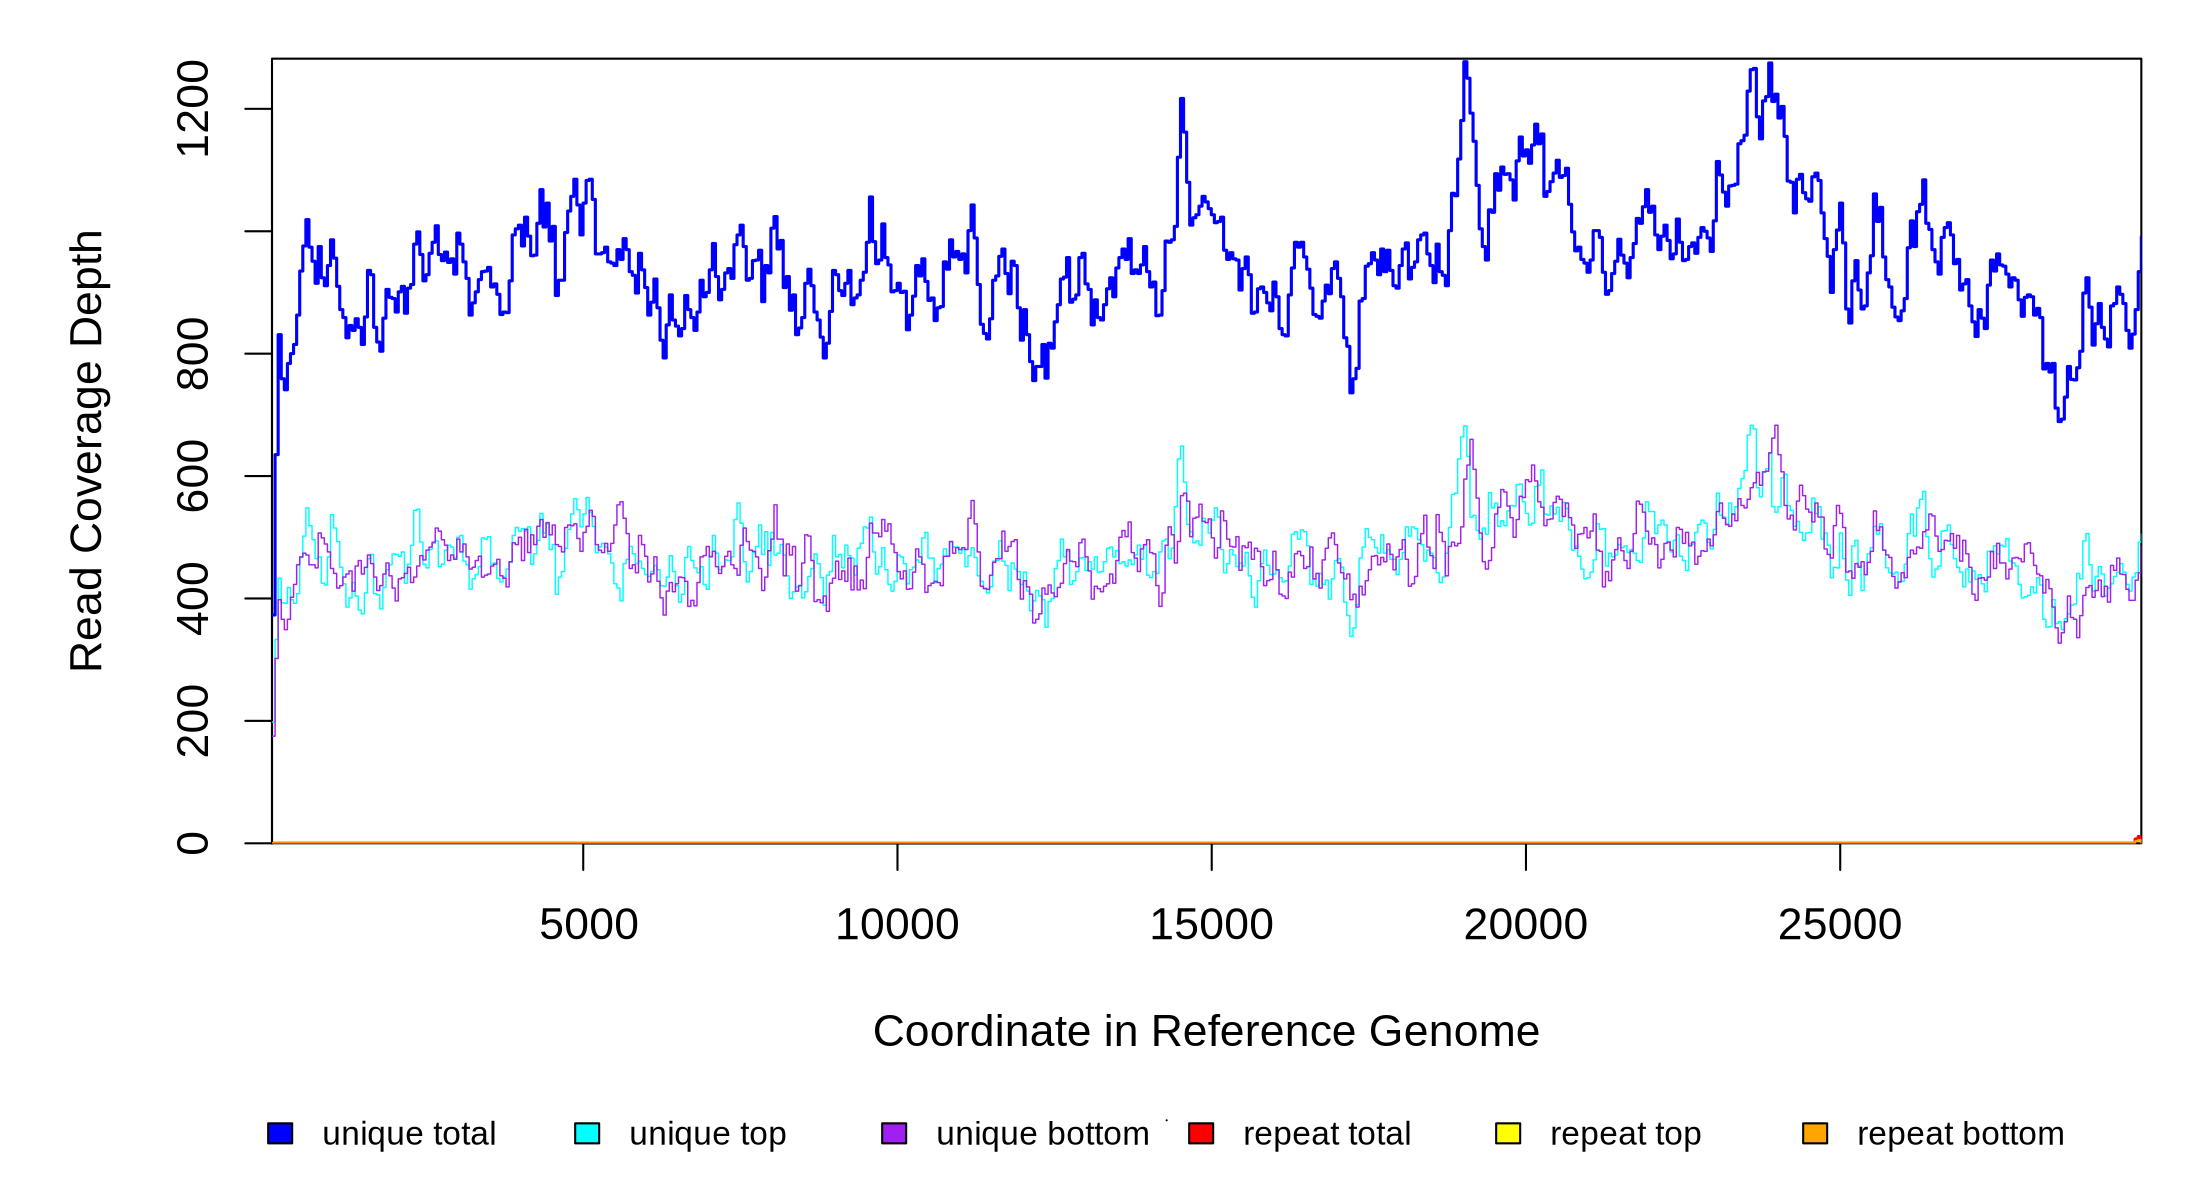 Read Coverage Depth
1200
800
600
400
200
0
5000 10000 15000 20000 25000
Coordinate in Reference Genome
unique total unique top unique bottom repeat total repeat top repeat bottom